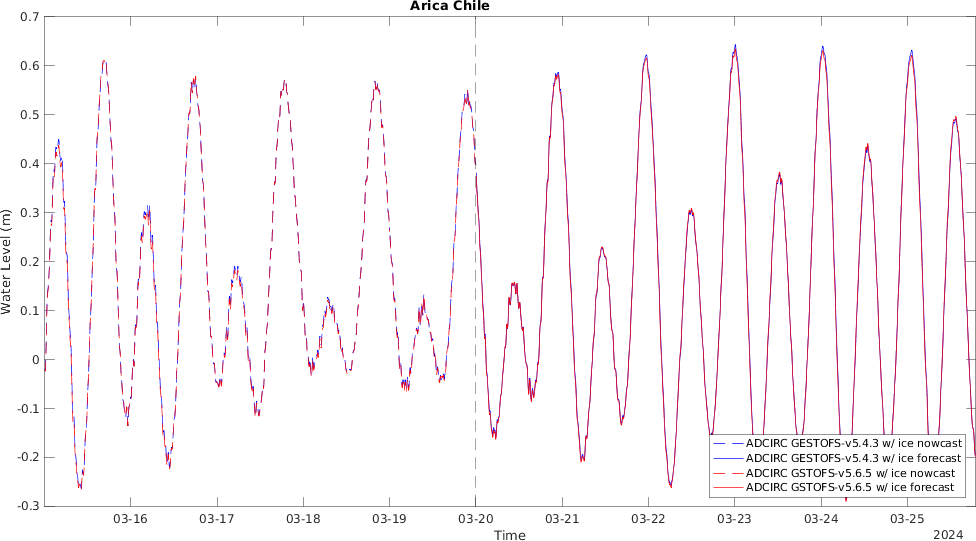 Arica Chile
0.7
0.6
0.5
0.4
0.3
0.2
0.1
0
-0.1
-0.2
-0.3
Water Level (m)
ADCIRC GESTOFS-v5.4.3 w/ ice nowcast
ADCIRC GESTOFS-v5.4.3 w/ ice forecast
ADCIRC GSTOFS-v5.6.5 w/ ice nowcast
ADCIRC GSTOFS-v5.6.5 w/ ice forecast
03-16 03-17 03-18 03-19 03-20 03-21 03-22 03-23 03-24 03-25
Time
2024